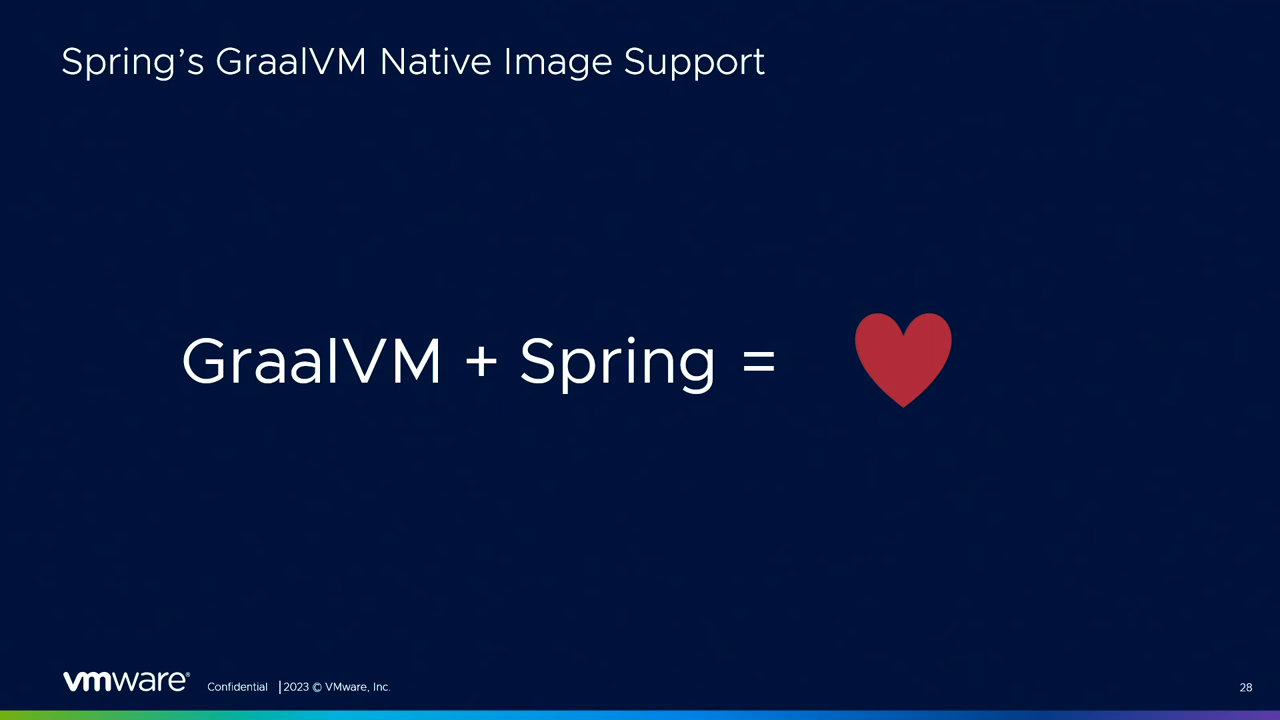 Spring’s GraalVM Native Image Support
GraalVM + Spring =
vmware® Confidential | 2023 © VMware, Inc. 28